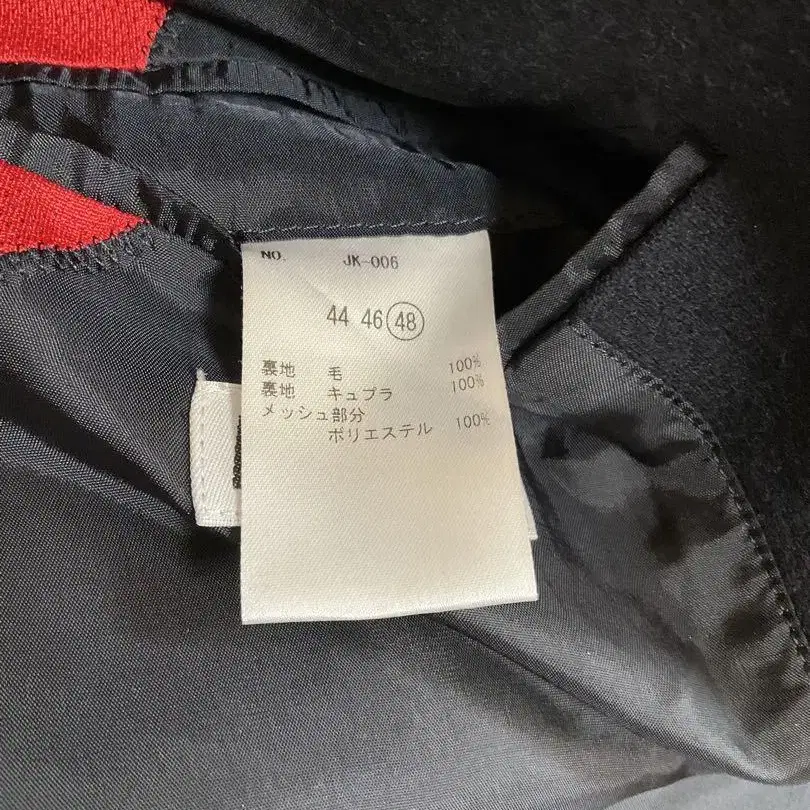 NO. JK-006
44 46 48
裏地 毛 100%
裏地 キュプラ 100%
メッシュ部分
ポリエステル 100%